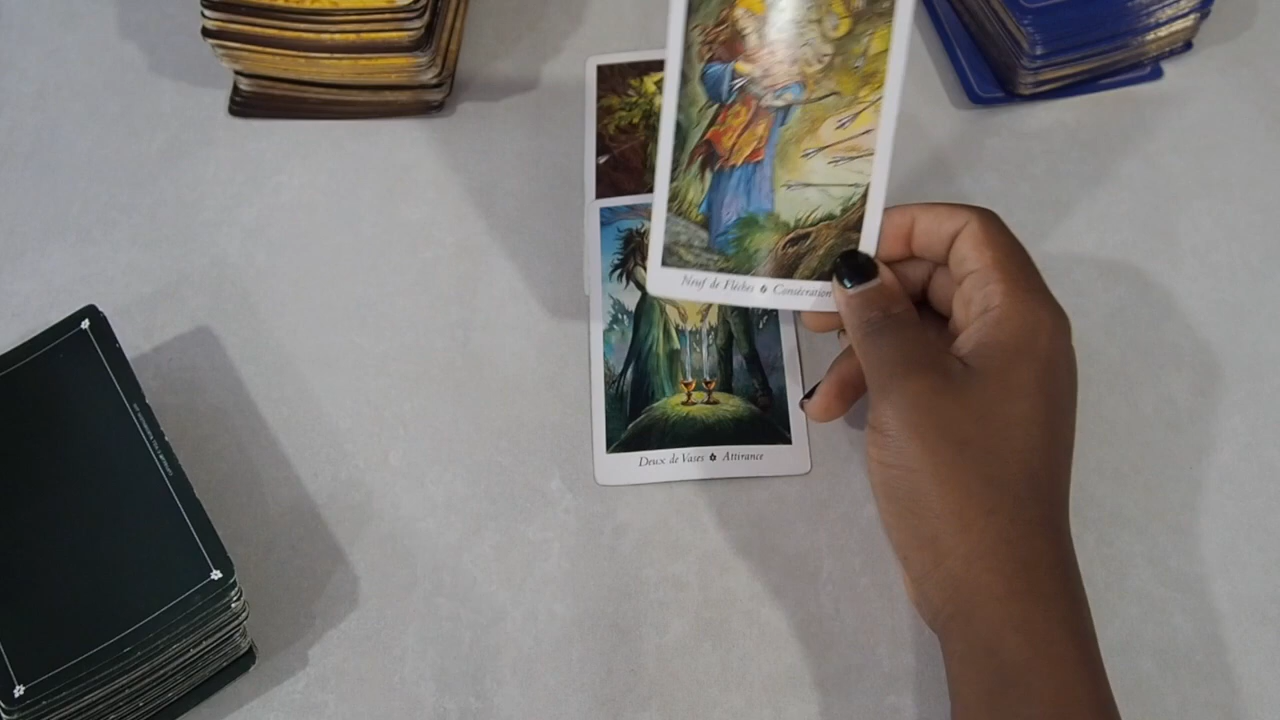 Neuf de Flèches Consécration
Deux de Vases Attirance